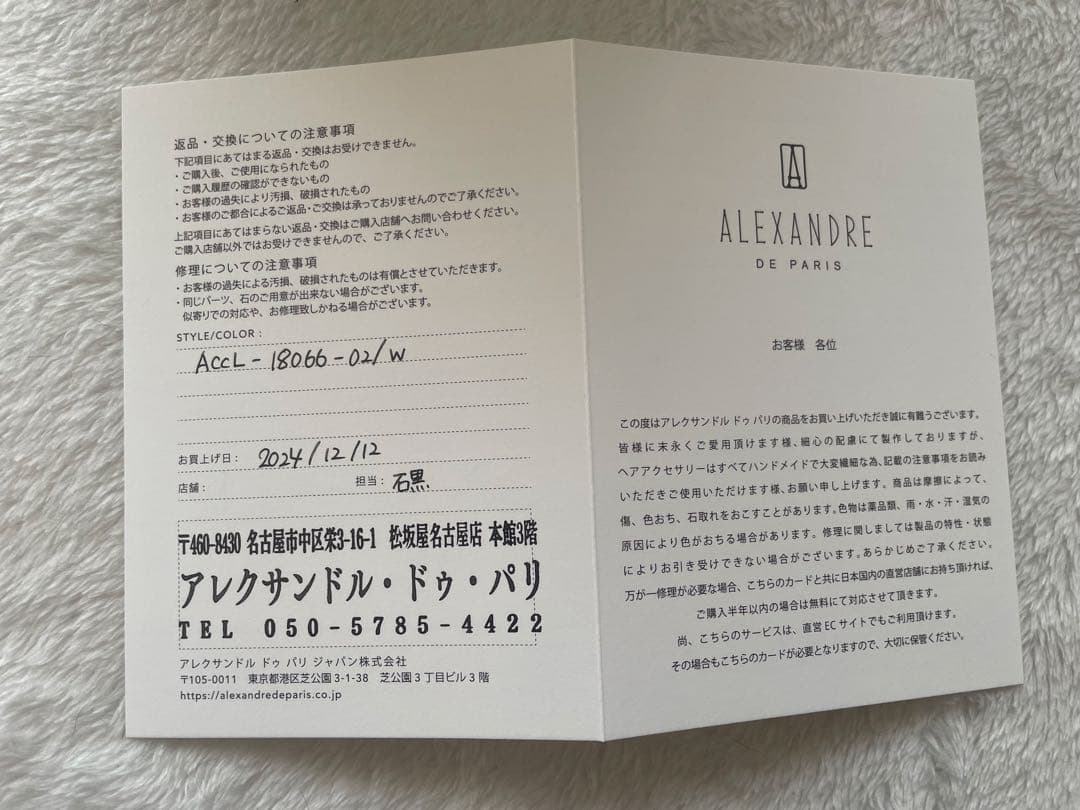 返品・交換についての注意事項
下記項目にあてはまる返品・交換はお受けできません。
・ご購入後、ご使用になられたもの
・ご購入履歴の確認ができないもの
・お客様の過失により汚損、破損されたもの
・お客様のご都合によるご返品・ご交換は承っておりませんのでご了承ください。
上記項目にあてはまらない返品・交換はご購入店舗へお問い合わせください。
ご購入店舗以外ではお受けできませんので、ご了承ください。
修理についての注意事項
・お客様の過失による汚損、破損されたものは有償とさせていただきます。
・同じパーツ、石のご用意が出来ない場合がございます。
似寄りでの対応や、お修理致しかねる場合がございます。
STYLE/COLOR :
ACCL-18066-02/W
お買上げ日: 2024/12/12
店舗: 担当: 石黒
〒460-8430 名古屋市中区栄3-16-1 松坂屋名古屋店 本館3階
アレクサンドル・ドゥ・パリ
TEL 050-5785-4422
アレクサンドル ドゥ パリ ジャパン株式会社
〒105-0011 東京都港区芝公園3-1-38 芝公園3丁目ビル3階
https://alexandredeparis.co.jp
A
ALEXANDRE
DE PARIS
お客様 各位
この度はアレクサンドル ドゥ パリの商品をお買い上げいただき誠に有難うございます。
皆様に末永くご愛用頂けます様、細心の配慮にて製作しておりますが、
ヘアアクセサリーはすべてハンドメイドで大変繊細な為、記載の注意事項をお読み
いただきご使用いただけます様、お願い申し上げます。商品は摩擦によって、
傷、色おち、石取れをおこすことがあります。色物は薬品類、雨・水・汗・湿気の
原因により色がおちる場合があります。修理に関しましては製品の特性・状態
によりお引き受けできない場合がございます。あらかじめご了承ください。
万が一修理が必要な場合、こちらのカードと共に日本国内の直営店舗にお持ち頂ければ、
ご購入半年以内の場合は無料にて対応させて頂きます。
尚、こちらのサービスは、直営ECサイトでもご利用頂けます。
その場合もこちらのカードが必要となりますので、大切に保管ください。